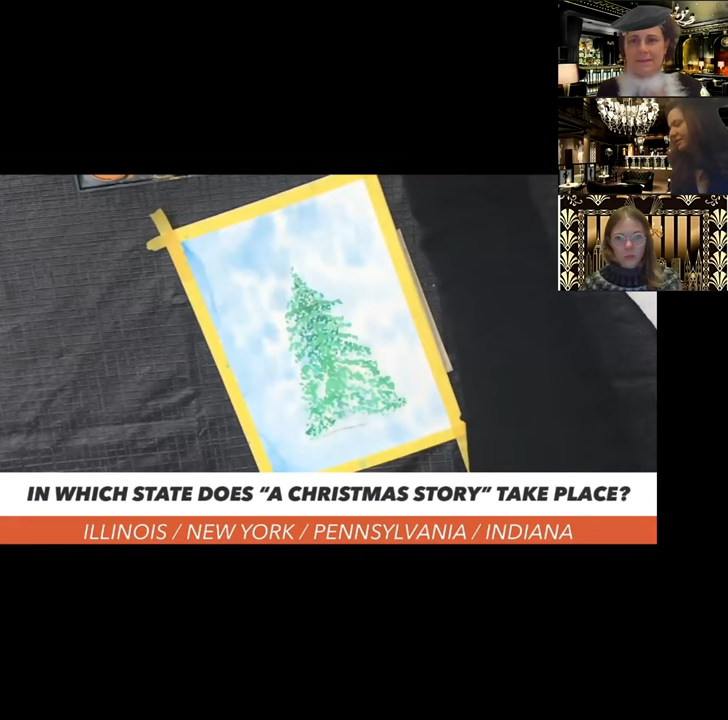 IN WHICH STATE DOES “A CHRISTMAS STORY” TAKE PLACE?
ILLINOIS / NEW YORK / PENNSYLVANIA / INDIANA